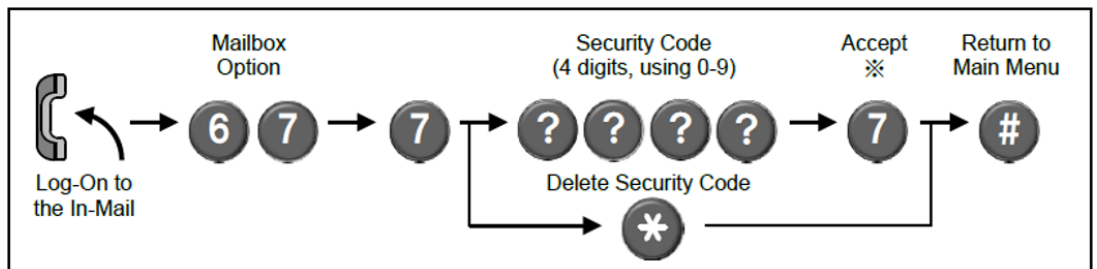 Mailbox
Option
Security Code
(4 digits, using 0-9)
Accept
※
Return to
Main Menu
6 7 7 ? ? ? ? 7 #
Log-On to
the In-Mail
Delete Security Code
*